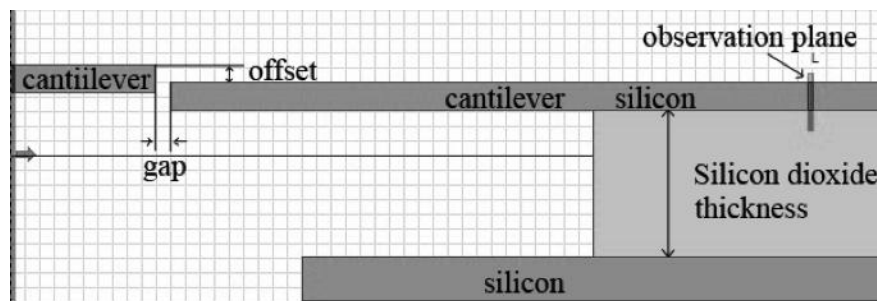 observation plane
L
cantiilever
offset
cantilever
silicon
gap
Silicon dioxide
thickness
silicon